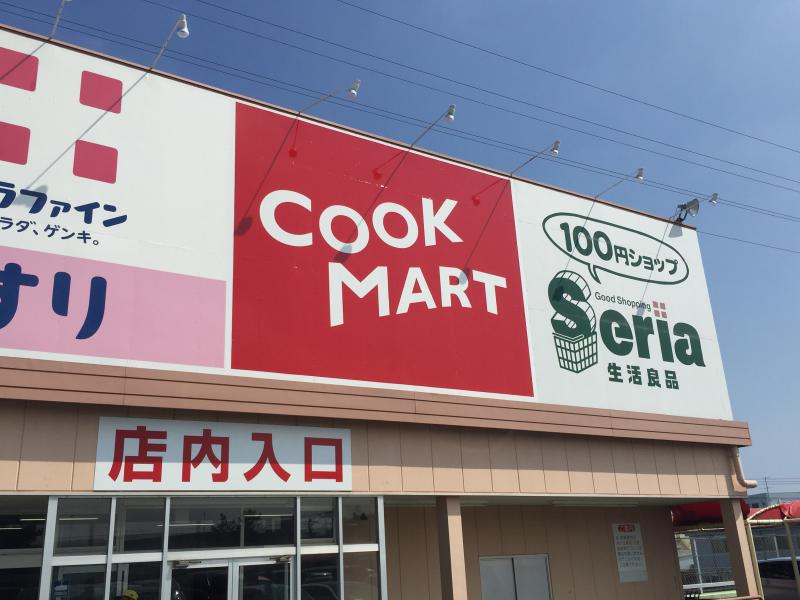 ラファイン
ラダ、ゲンキ。
すり
COOK
MART
100円ショップ
Good Shopping
Seria
生活良品
店内入口